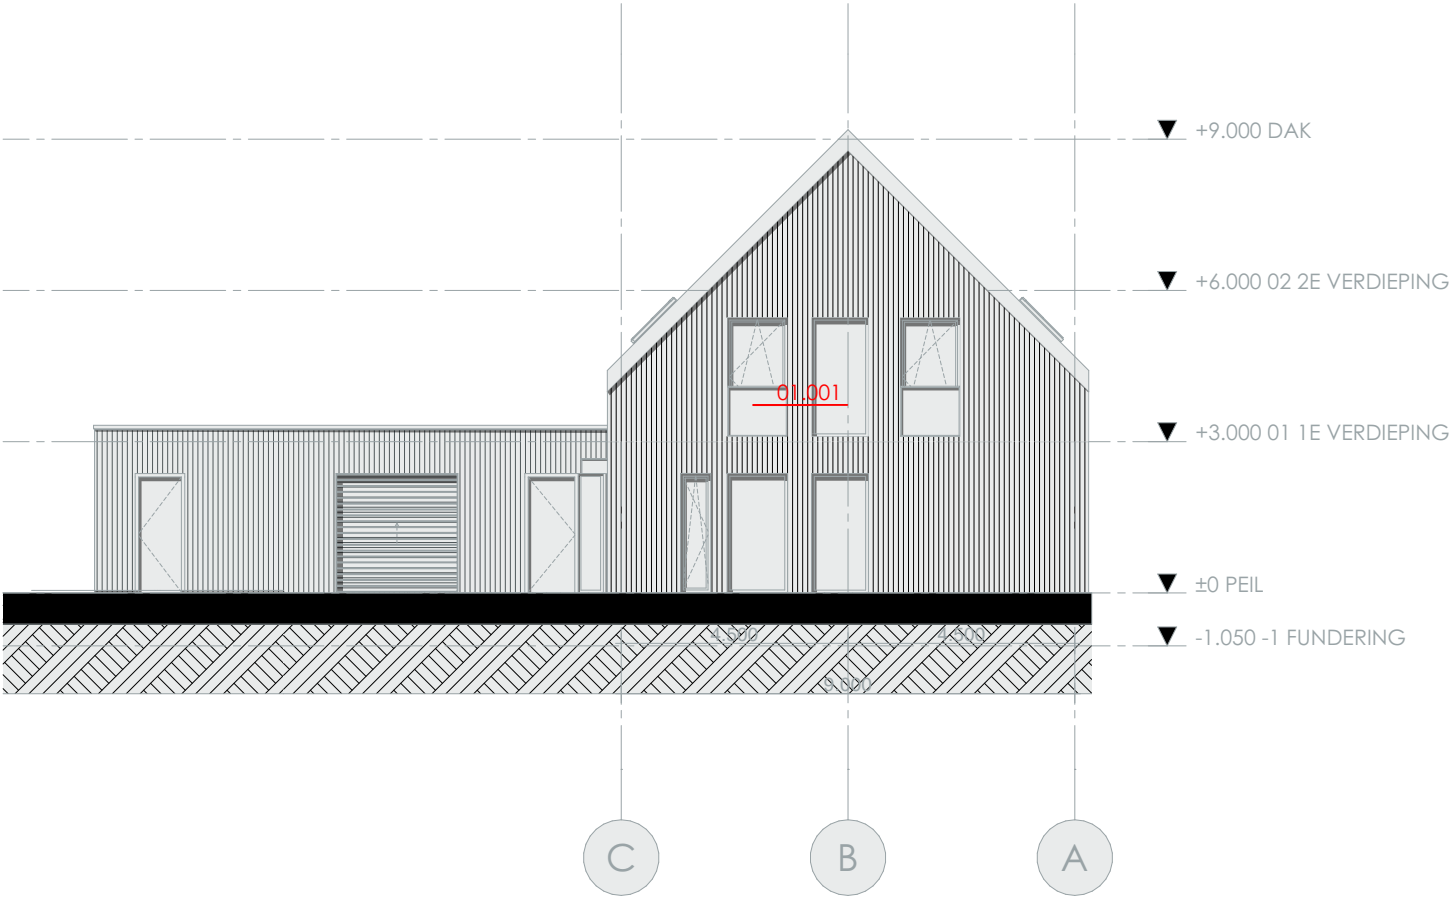 +9.000 DAK
+6.000 02 2E VERDIEPING
01.001
+3.000 01 1E VERDIEPING
±0 PEIL
4.500 4.500
-1.050 -1 FUNDERING
9.000
C B A